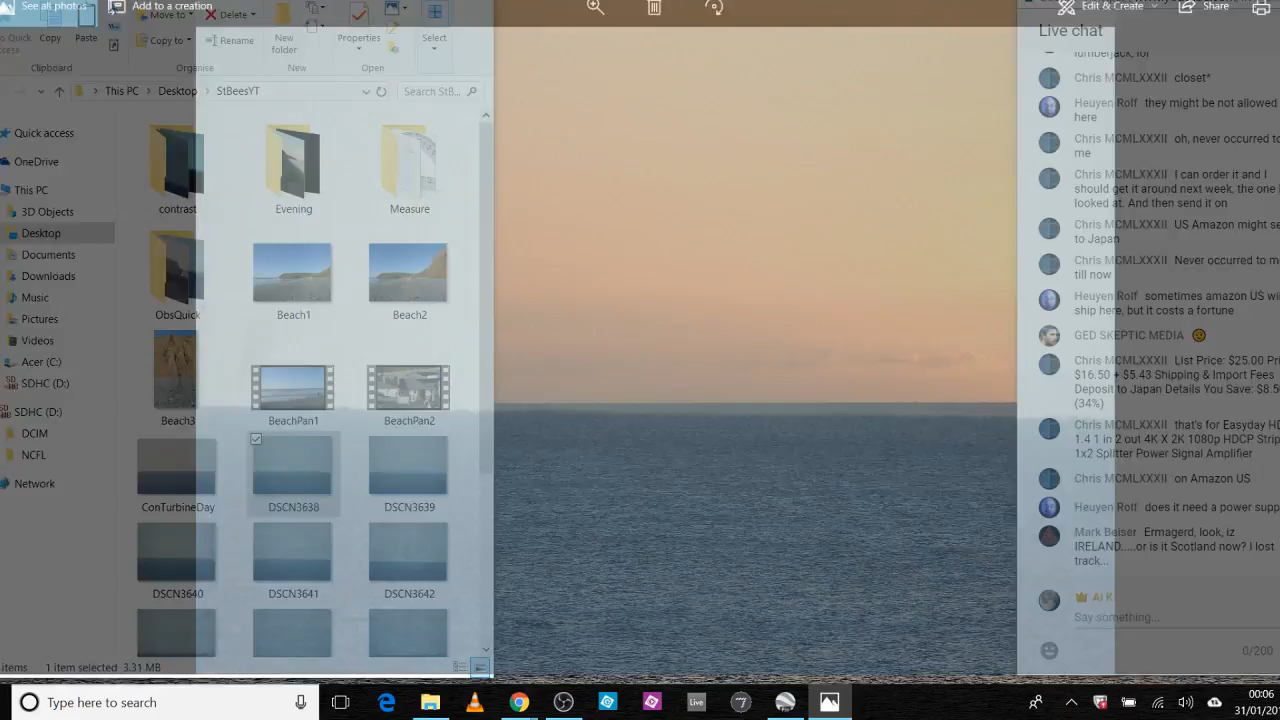 See all photos
Add to a creation
Edit & Create
Share
Move to
Delete
Quick
Copy
Paste
Copy to
Rename
New
folder
Properties
Select
Clipboard
Organise
New
Open
This PC
Desktop
StBeesYT
Search StB...
Quick access
OneDrive
This PC
3D Objects
Desktop
Documents
Downloads
Music
Pictures
Videos
Acer (C:)
SDHC (D:)
SDHC (D:)
DCIM
NCFL
Network
contrast
Evening
Measure
ObsQuick
Beach1
Beach2
Beach3
BeachPan1
BeachPan2
ConTurbineDay
DSCN3638
DSCN3639
DSCN3640
DSCN3641
DSCN3642
items
1 item selected 3.31 MB
Live chat
lumberjack, lol
Chris MCMLXXXII closet*
Heuyen Rolf they might be not allowed
here
Chris MCMLXXXII oh, never occurred to
me
Chris MCMLXXXII I can order it and I
should get it around next week, the one I
looked at. And then send it on
Chris MCMLXXXII US Amazon might s
to Japan
Chris MCMLXXXII Never occurred to m
till now
Heuyen Rolf sometimes amazon US wi
ship here, but it costs a fortune
GED SKEPTIC MEDIA
Chris MCMLXXXII List Price: $25.00 Pr
$16.50 + $5.43 Shipping & Import Fees
Deposit to Japan Details You Save: $8.5
(34%)
Chris MCMLXXXII that's for Easyday HD
1.4 1 in 2 out 4K X 2K 1080p HDCP Strip
1x2 Splitter Power Signal Amplifier
Chris MCMLXXXII on Amazon US
Heuyen Rolf does it need a power supp
Mark Beiser Ermagerd, look, iz
IRELAND.....or is it Scotland now? I lost
track...
Al K
Say something...
0/200
Type here to search
Live
7
00:06
31/01/20